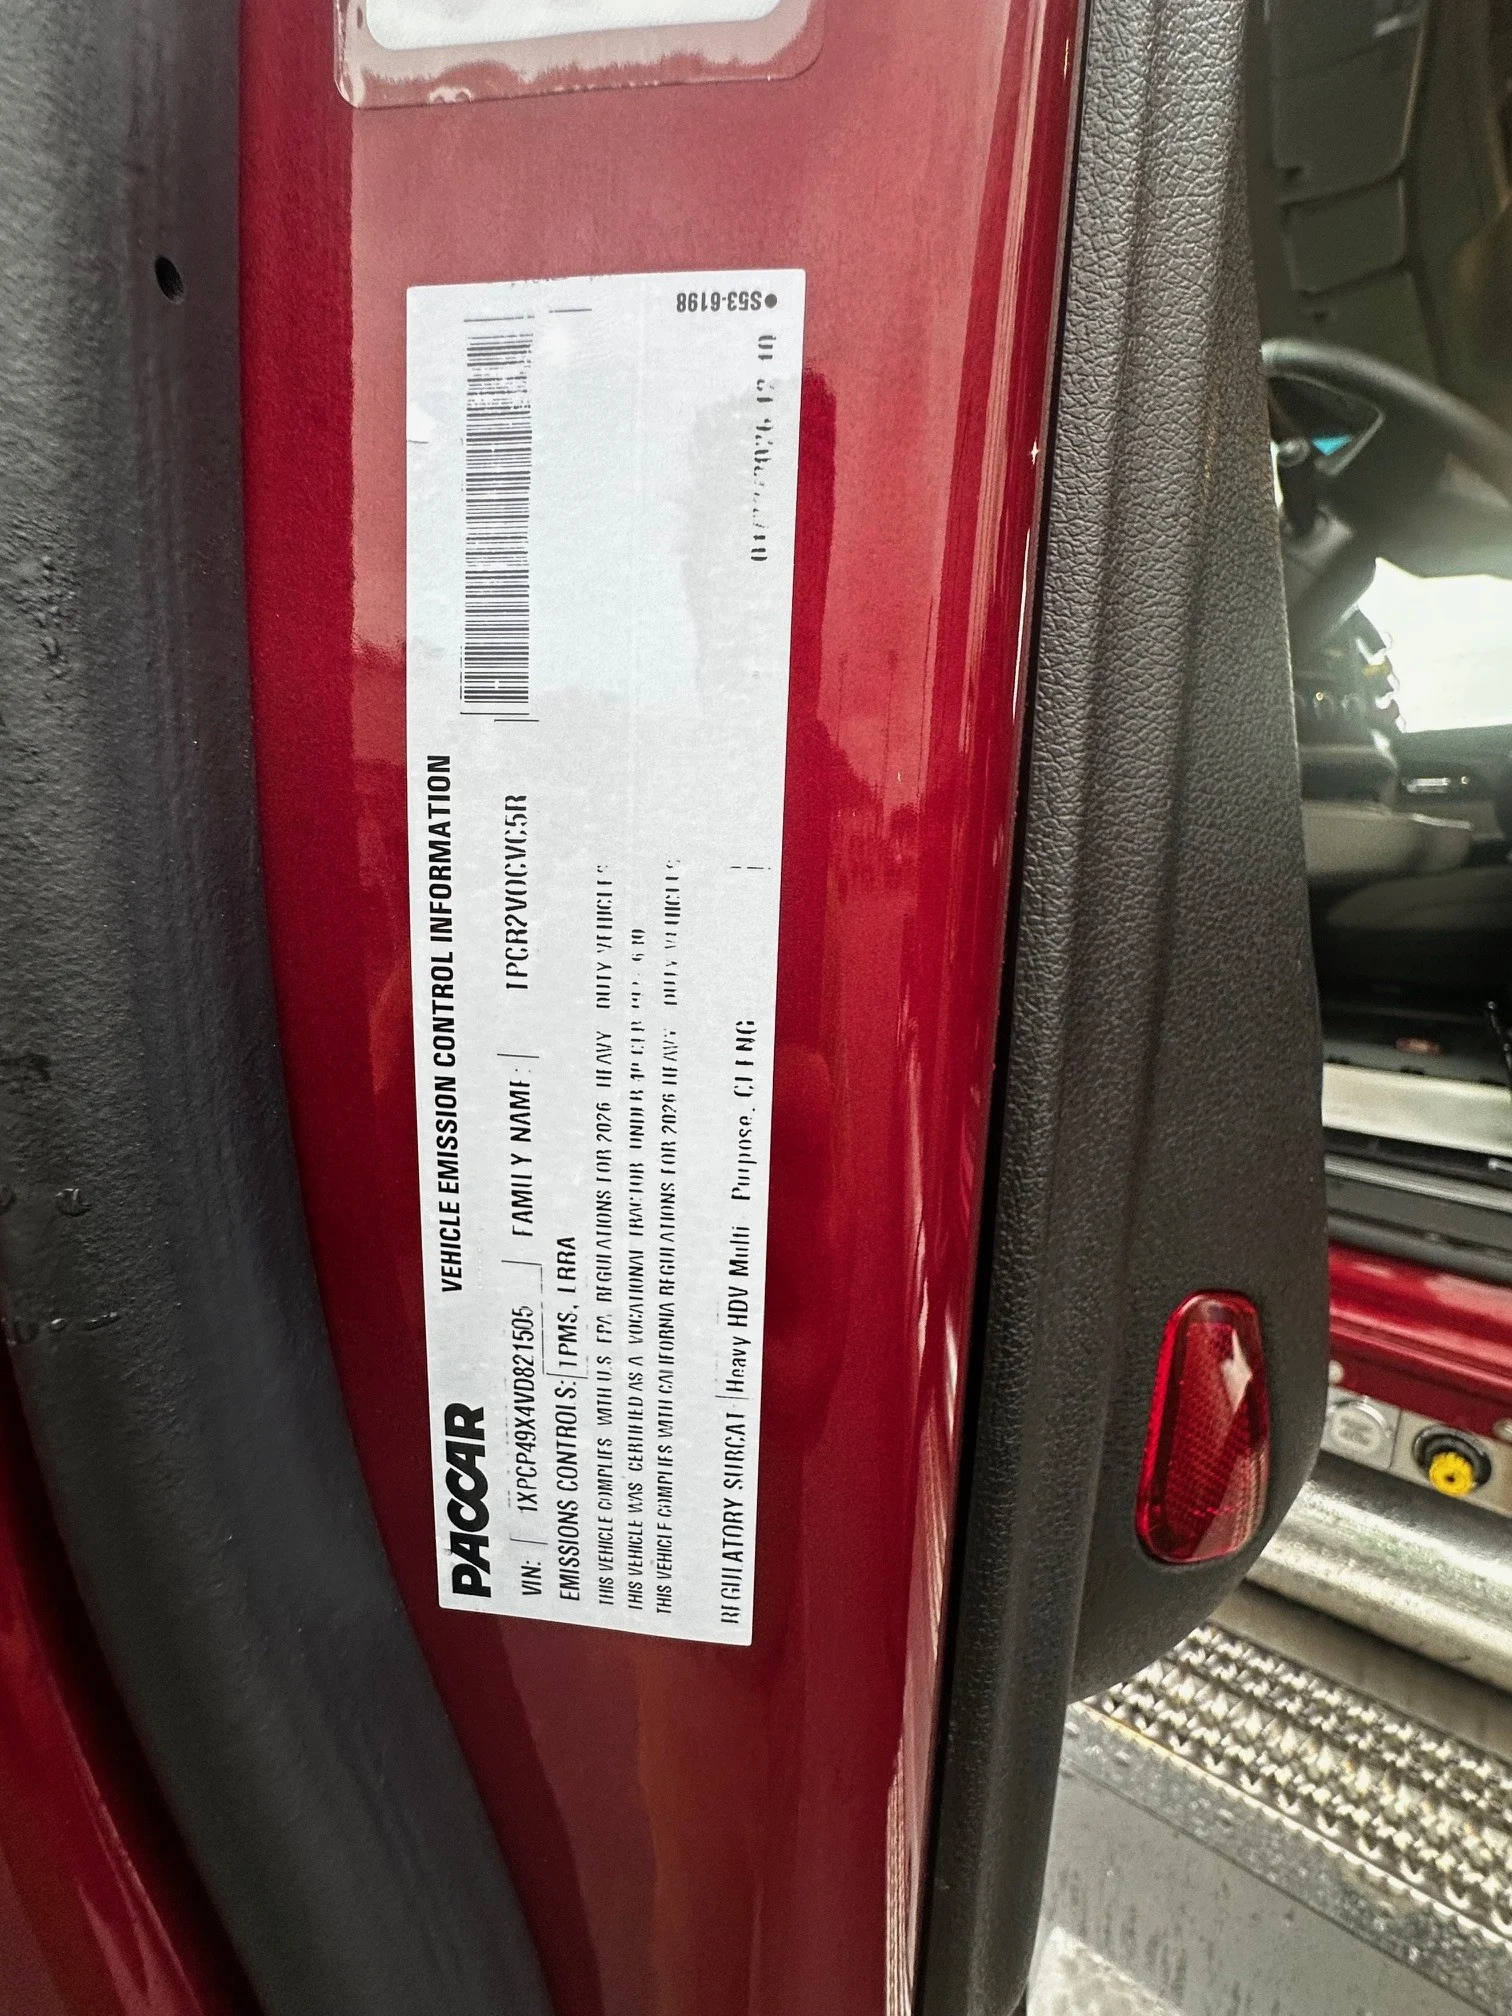 PACCAR
VEHICLE EMISSION CONTROL INFORMATION
VIN: 1XPCP49X4VD821505 FAMILY NAME: TPCR2VOCVC5R
EMISSIONS CONTROLS: TPMS, LRRA
THIS VEHICLE COMPLIES WITH U.S. EPA REGULATIONS FOR 2026 HEAVY DUTY VEHICLES
THIS VEHICLE WAS CERTIFIED AS A VOCATIONAL TRACTOR UNDER
THIS VEHICLE COMPLIES WITH CALIFORNIA REGULATIONS FOR 2026 HEAVY DUTY VEHICLES
REGULATORY SUBCAT Heavy HDV Multi Purpose, CI ENG
S53-6198